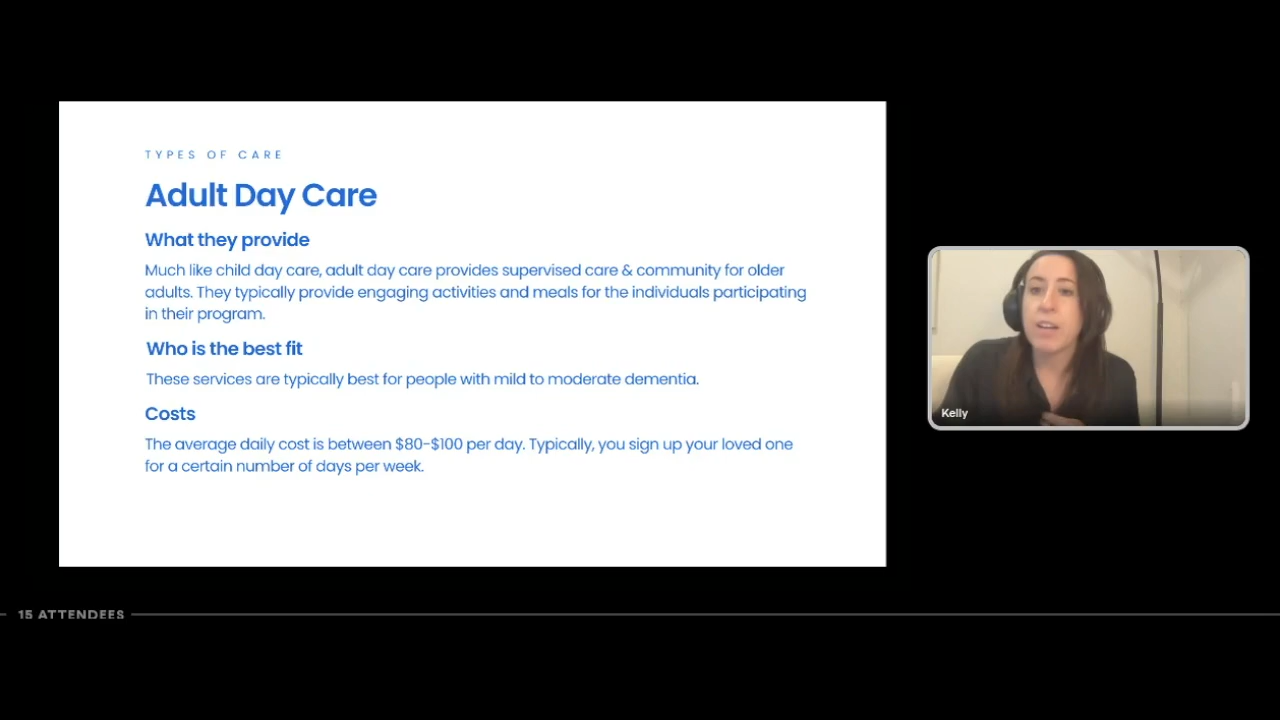 TYPES OF CARE
Adult Day Care
What they provide
Much like child day care, adult day care provides supervised care & community for older
adults. They typically provide engaging activities and meals for the individuals participating
in their program.
Who is the best fit
These services are typically best for people with mild to moderate dementia.
Costs
The average daily cost is between $80-$100 per day. Typically, you sign up your loved one
for a certain number of days per week.
Kelly
15 ATTENDEES